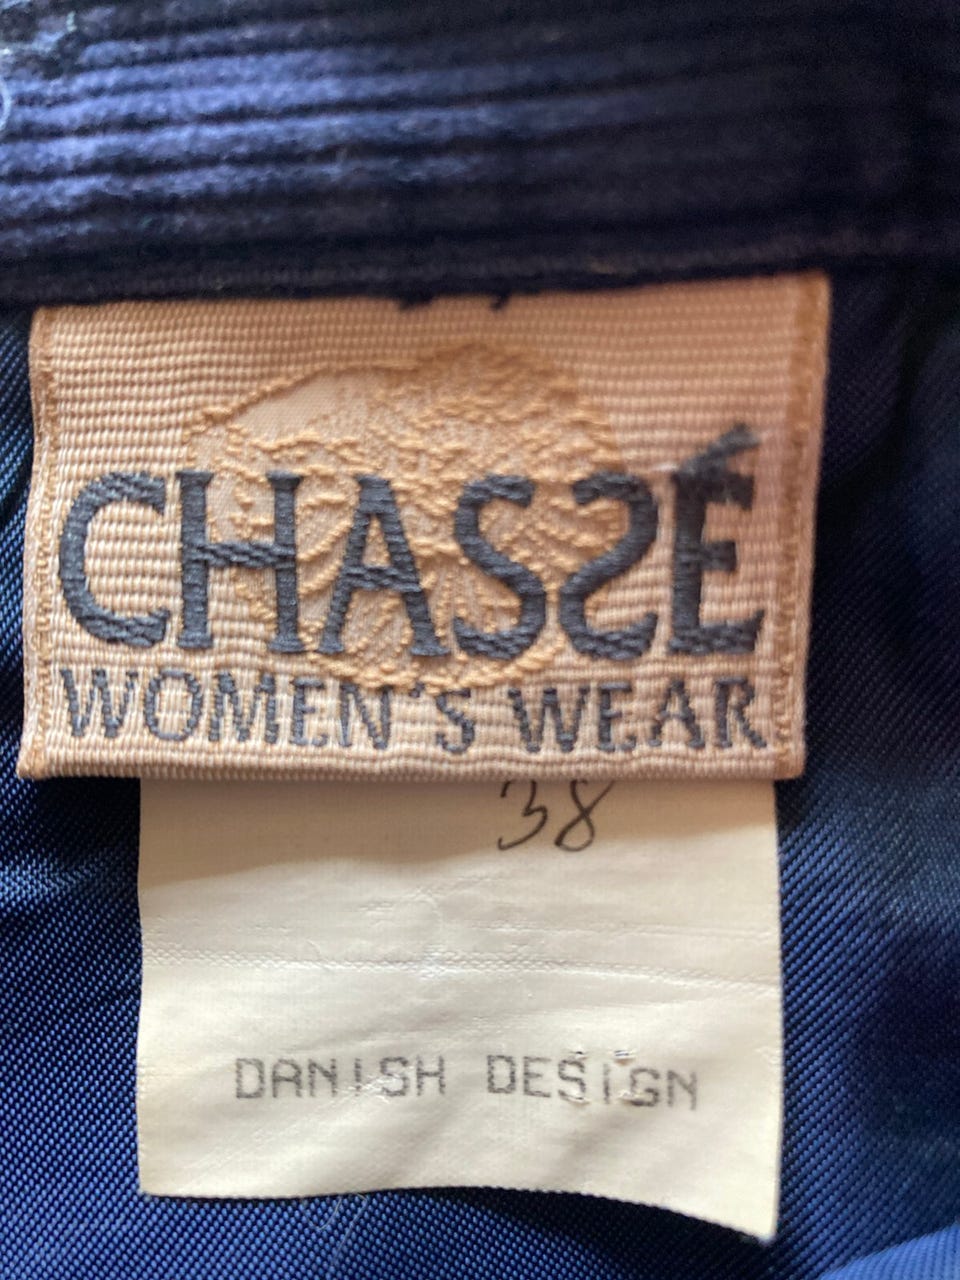 CHASSÉ
WOMEN'S WEAR
38
DANISH DESIGN